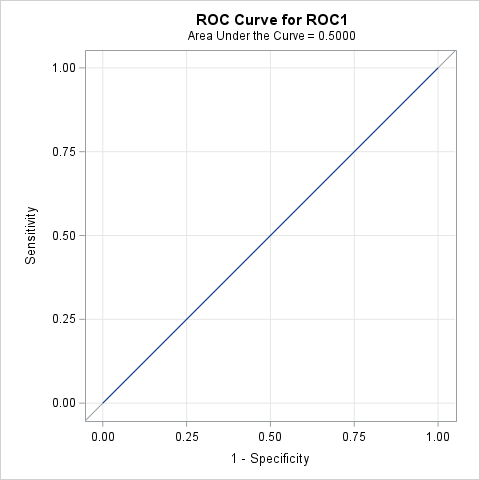 ROC Curve for ROC1
Area Under the Curve = 0.5000
1.00
0.75
0.50
0.25
0.00
Sensitivity
0.00 0.25 0.50 0.75 1.00
1 - Specificity